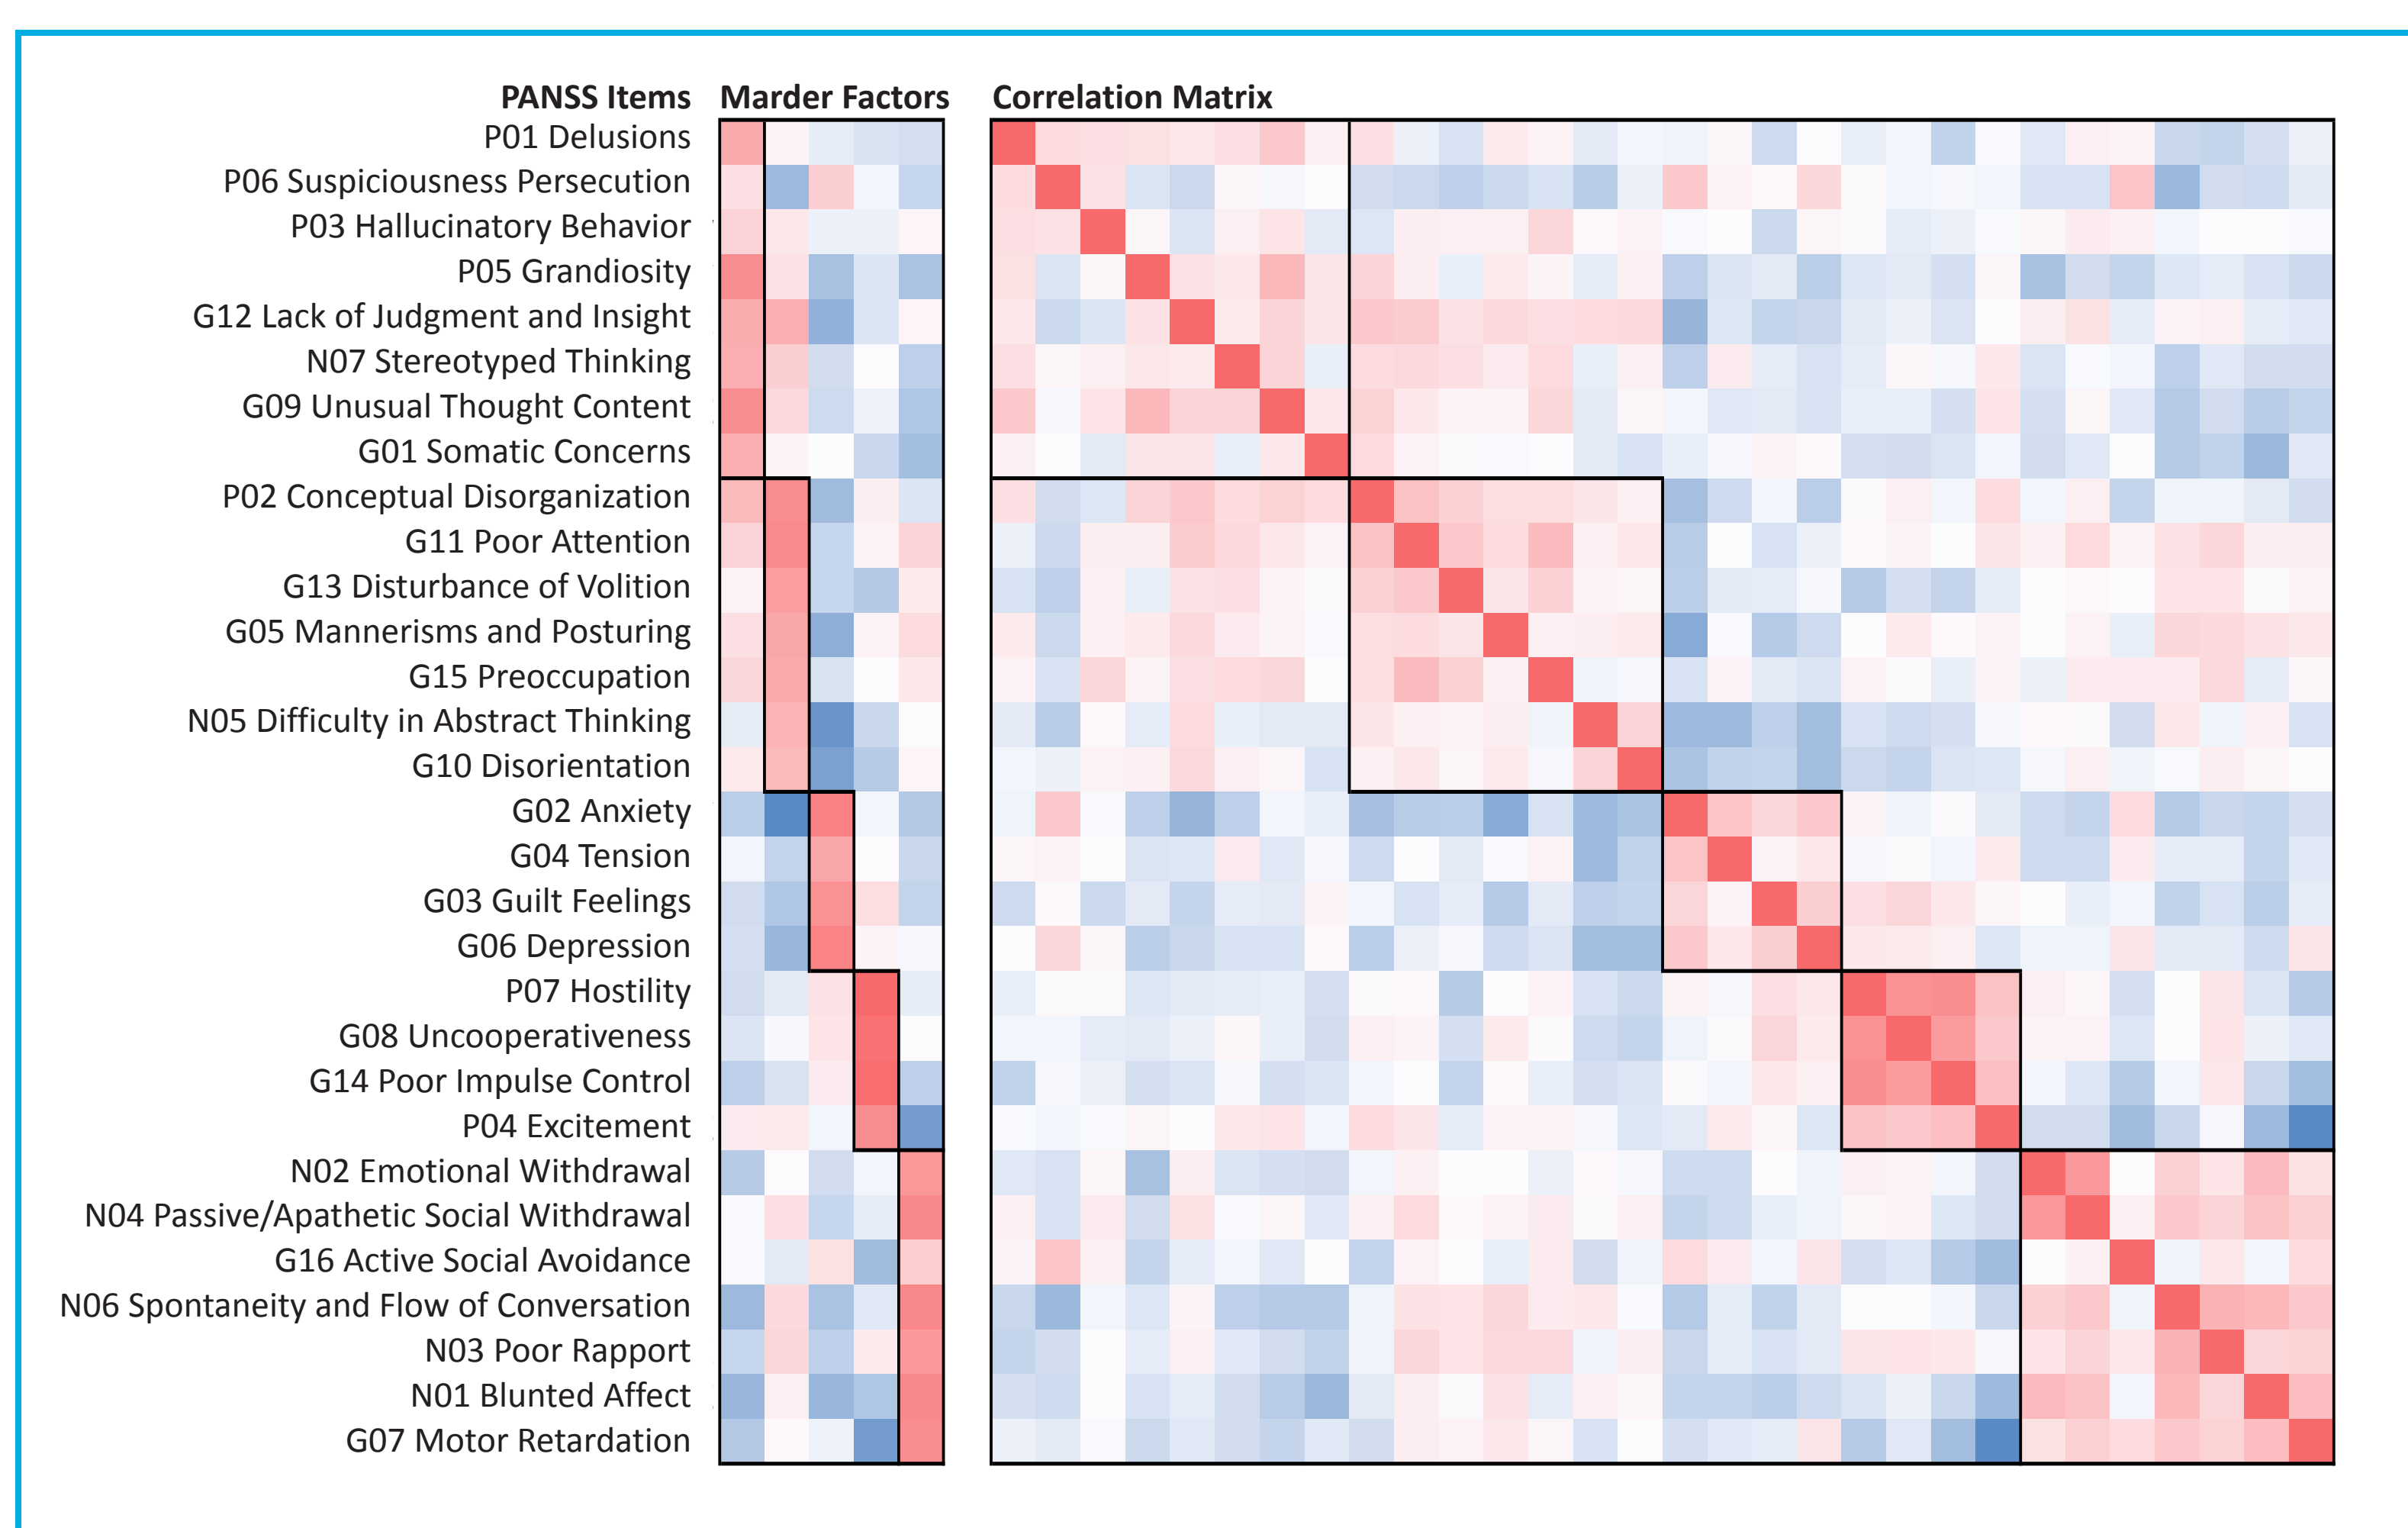 PANSS Items Marder Factors Correlation Matrix
P01 Delusions
P06 Suspiciousness Persecution
P03 Hallucinatory Behavior
P05 Grandiosity
G12 Lack of Judgment and Insight
N07 Stereotyped Thinking
G09 Unusual Thought Content
G01 Somatic Concerns
P02 Conceptual Disorganization
G11 Poor Attention
G13 Disturbance of Volition
G05 Mannerisms and Posturing
G15 Preoccupation
N05 Difficulty in Abstract Thinking
G10 Disorientation
G02 Anxiety
G04 Tension
G03 Guilt Feelings
G06 Depression
P07 Hostility
G08 Uncooperativeness
G14 Poor Impulse Control
P04 Excitement
N02 Emotional Withdrawal
N04 Passive/Apathetic Social Withdrawal
G16 Active Social Avoidance
N06 Spontaneity and Flow of Conversation
N03 Poor Rapport
N01 Blunted Affect
G07 Motor Retardation